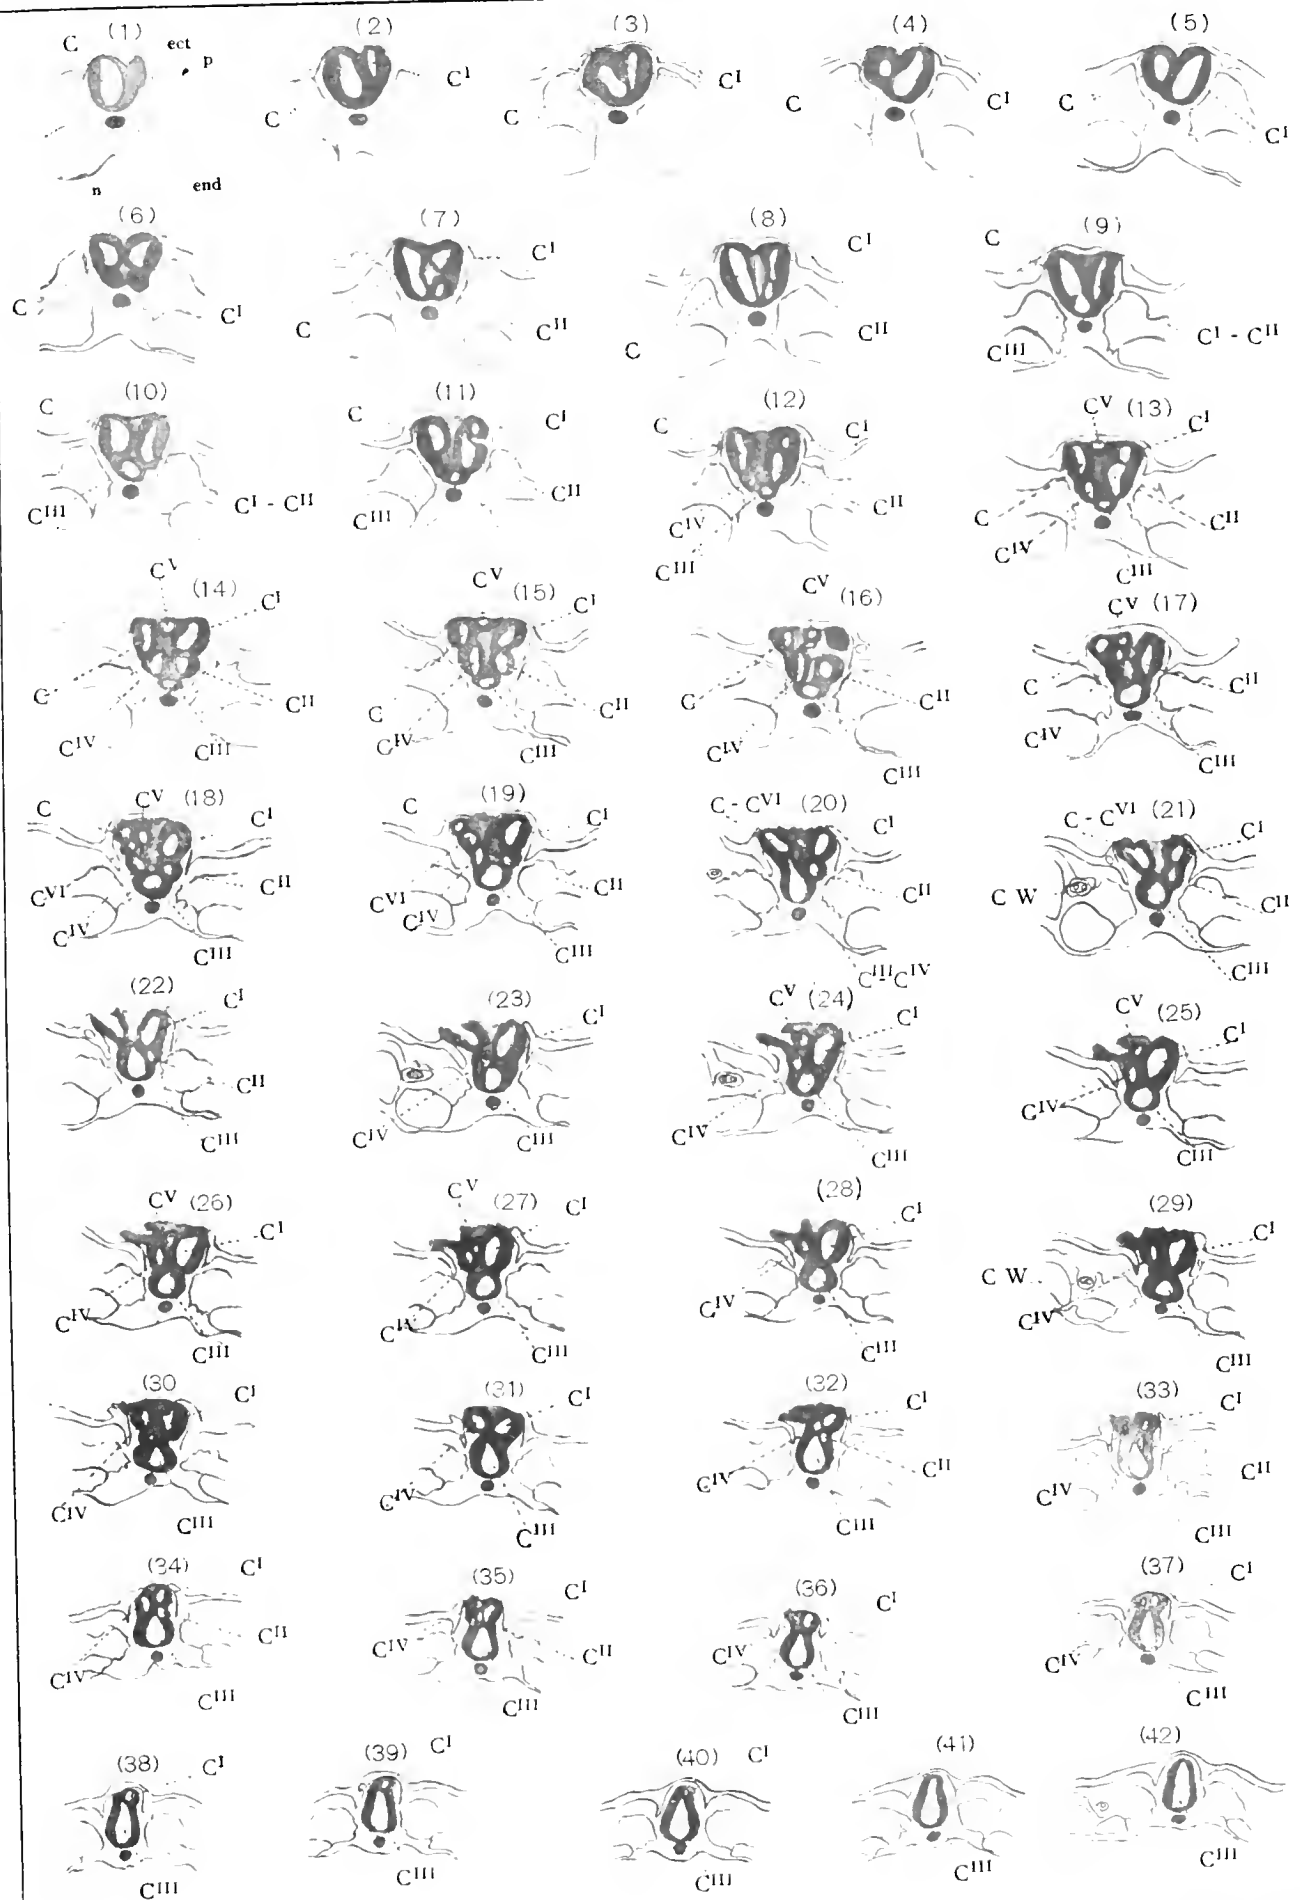 (1) (2) (3) (4) (5)
C ect p C C^I C C^I C C^I C C^I
n end
(6) (7) (8) (9)
C C^I C C^I C^II C C^I C^II C C^III C^I - C^II
(10) (11) (12) (13)
C C^III C^I - C^II C C^I C^II C^III C C^I C^II C^IV C^III C^V C^I C C^II C^IV C^III
(14) (15) (16) (17)
C^V C^I C C^II C^IV C^III C^V C^I C C^II C^IV C^III C^V C C^II C^IV C^III C^V C C^II C^IV C^III
(18) (19) (20) (21)
C C^V C^I C^VI C^II C^IV C^III C C^I C^VI C^II C^IV C^III C - C^VI C^I C^II C^III - C^IV C - C^VI C^I C W C^II C^III
(22) (23) (24) (25)
C^I C^II C^III C^I C^IV C^III C^V C^I C^IV C^III C^V C^I C^IV C^III
(26) (27) (28) (29)
C^V C^I C^IV C^III C^V C^I C^IV C^III C^I C^IV C^III C^I C W C^IV C^III
(30 (31) (32) (33)
C^I C^IV C^III C^I C^IV C^III C^I C^II C^IV C^III C^I C^II C^IV C^III
(34) (35) (36) (37)
C^I C^II C^IV C^III C^I C^IV C^II C^III C^I C^IV C^III C^I C^IV C^III
(38) (39) (40) (41) (42)
C^I C^III C^I C^III C^I C^III C^III C^III